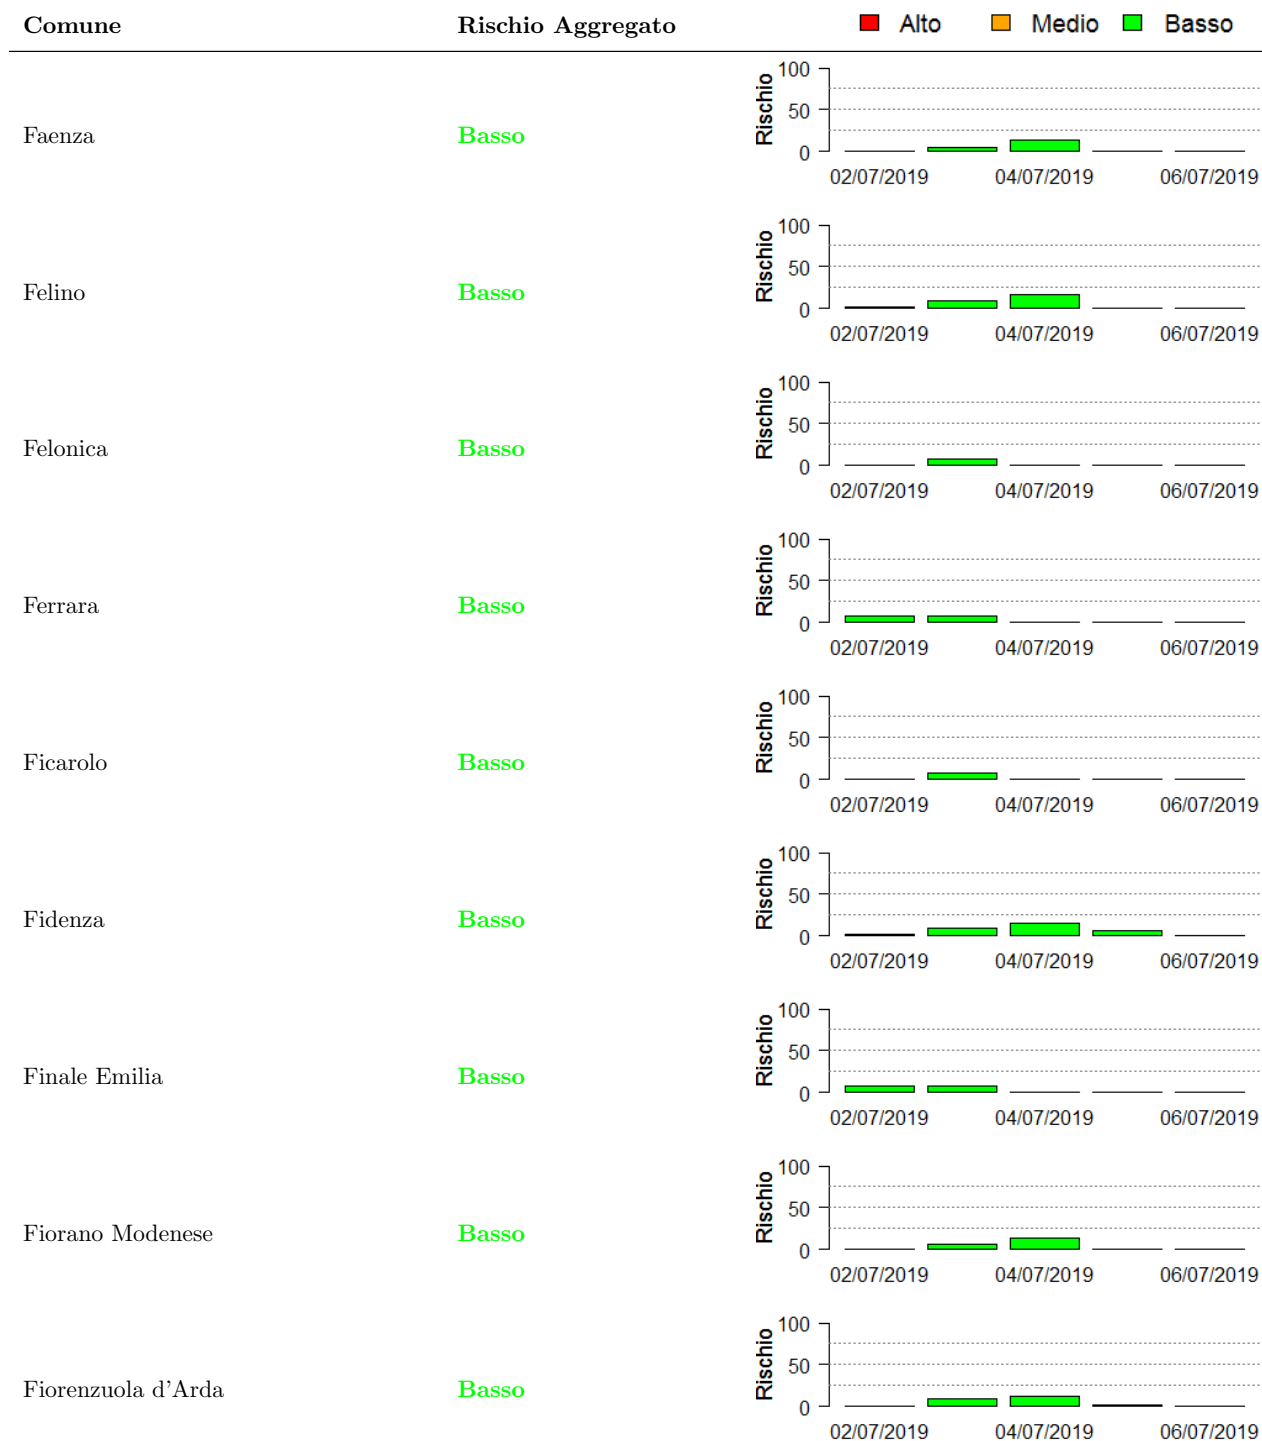 Comune Rischio Aggregato Alto Medio Basso
Faenza Basso Rischio 100 50 0
02/07/2019 04/07/2019 06/07/2019
Felino Basso Rischio 100 50 0
02/07/2019 04/07/2019 06/07/2019
Felonica Basso Rischio 100 50 0
02/07/2019 04/07/2019 06/07/2019
Ferrara Basso Rischio 100 50 0
02/07/2019 04/07/2019 06/07/2019
Ficarolo Basso Rischio 100 50 0
02/07/2019 04/07/2019 06/07/2019
Fidenza Basso Rischio 100 50 0
02/07/2019 04/07/2019 06/07/2019
Finale Emilia Basso Rischio 100 50 0
02/07/2019 04/07/2019 06/07/2019
Fiorano Modenese Basso Rischio 100 50 0
02/07/2019 04/07/2019 06/07/2019
Fiorenzuola d'Arda Basso Rischio 100 50 0
02/07/2019 04/07/2019 06/07/2019